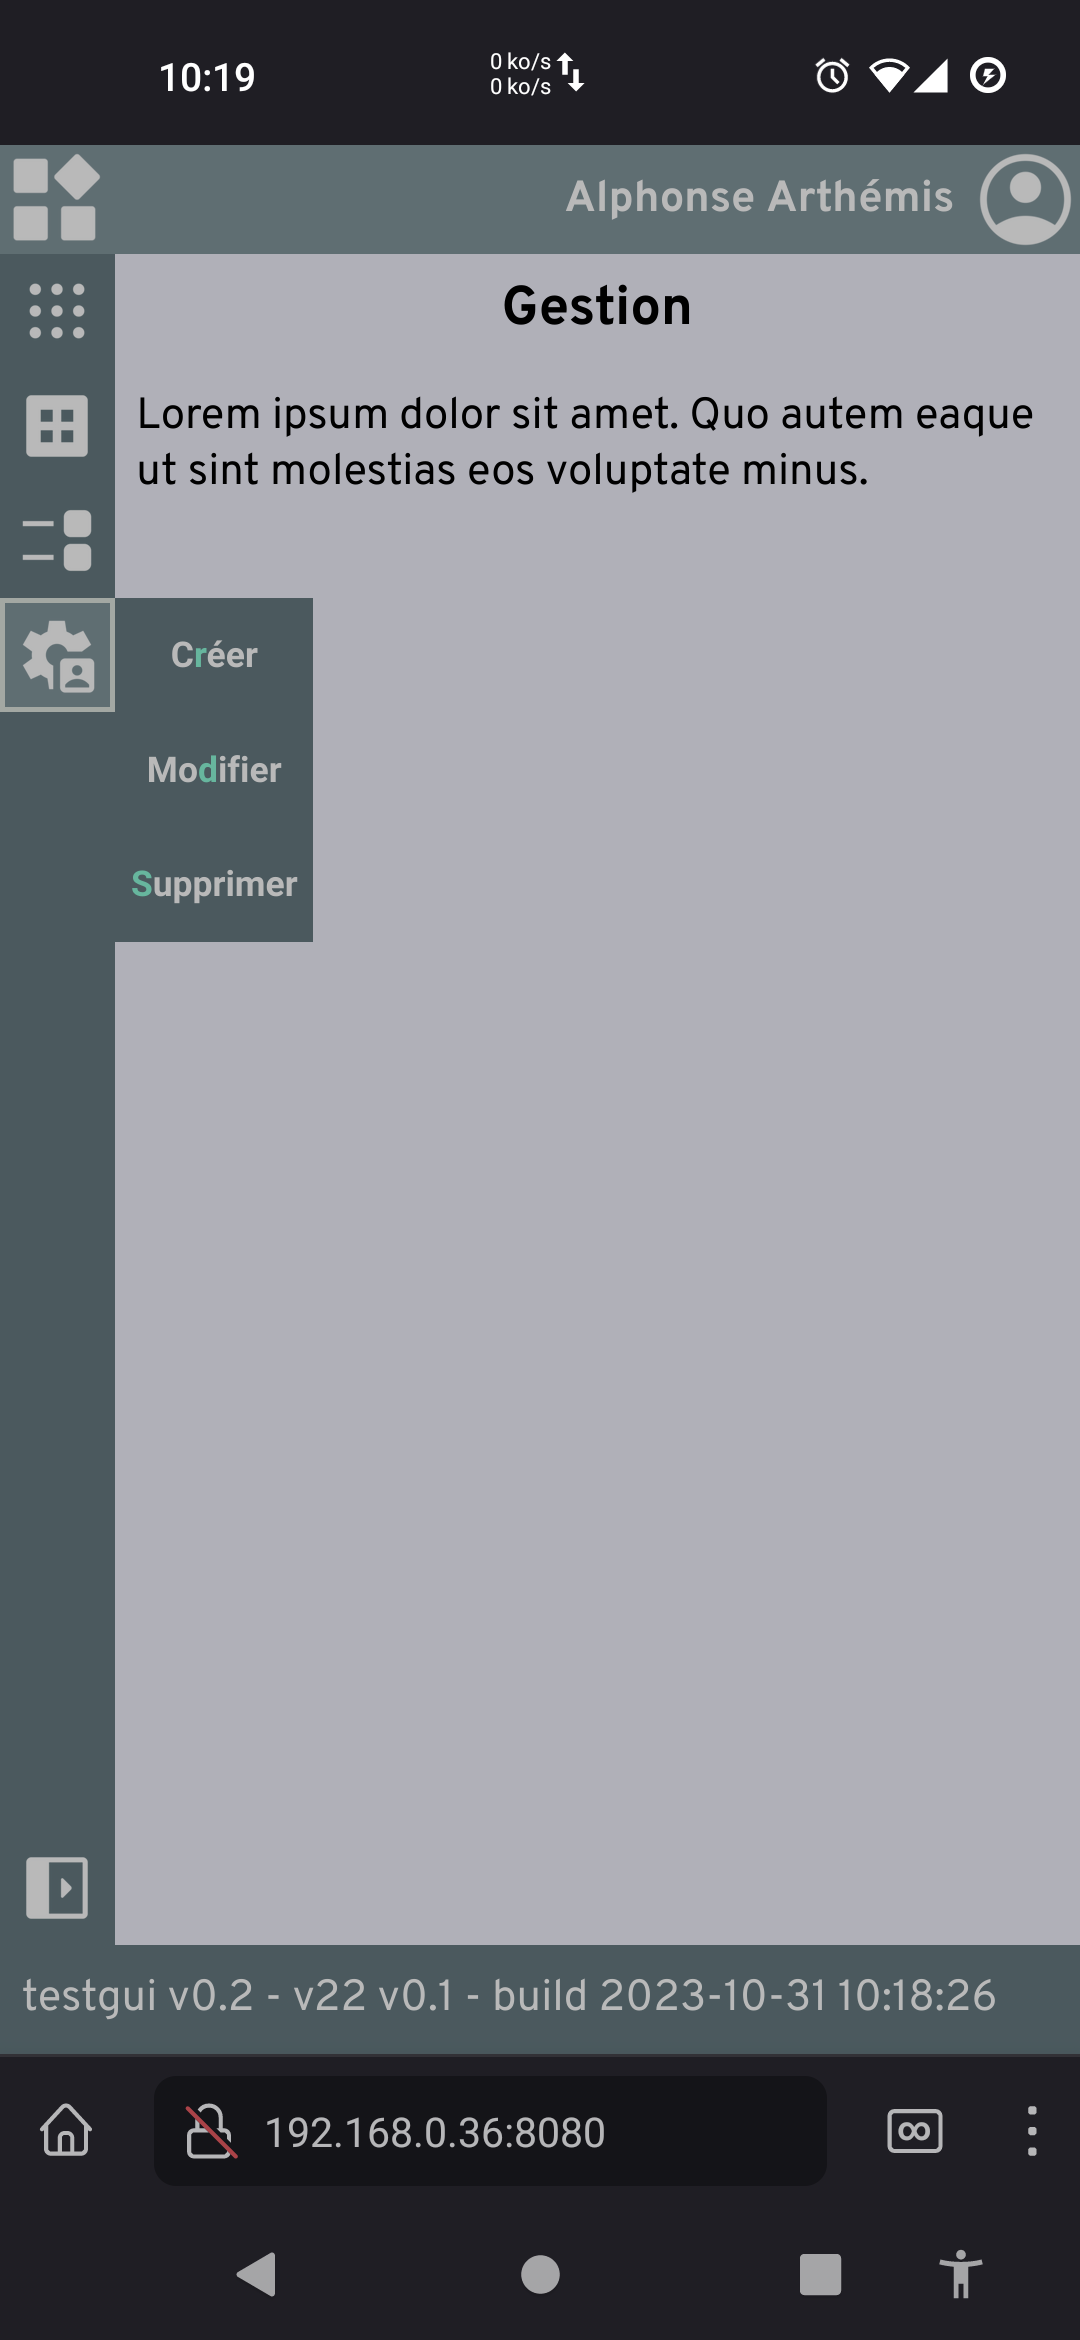 10:19
0 ko/s
0 ko/s
Alphonse Arthémis
Gestion
Lorem ipsum dolor sit amet. Quo autem eaque
ut sint molestias eos voluptate minus.
Créer
Modifier
Supprimer
testgui v0.2 - v22 v0.1 - build 2023-10-31 10:18:26
192.168.0.36:8080
∞